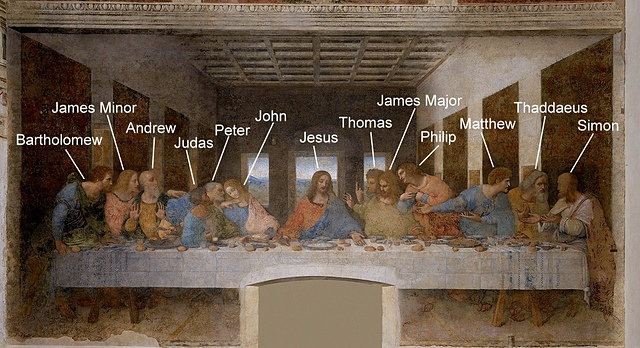 Bartholomew
James Minor
Andrew
Judas
Peter
John
Jesus
Thomas
James Major
Philip
Matthew
Thaddaeus
Simon